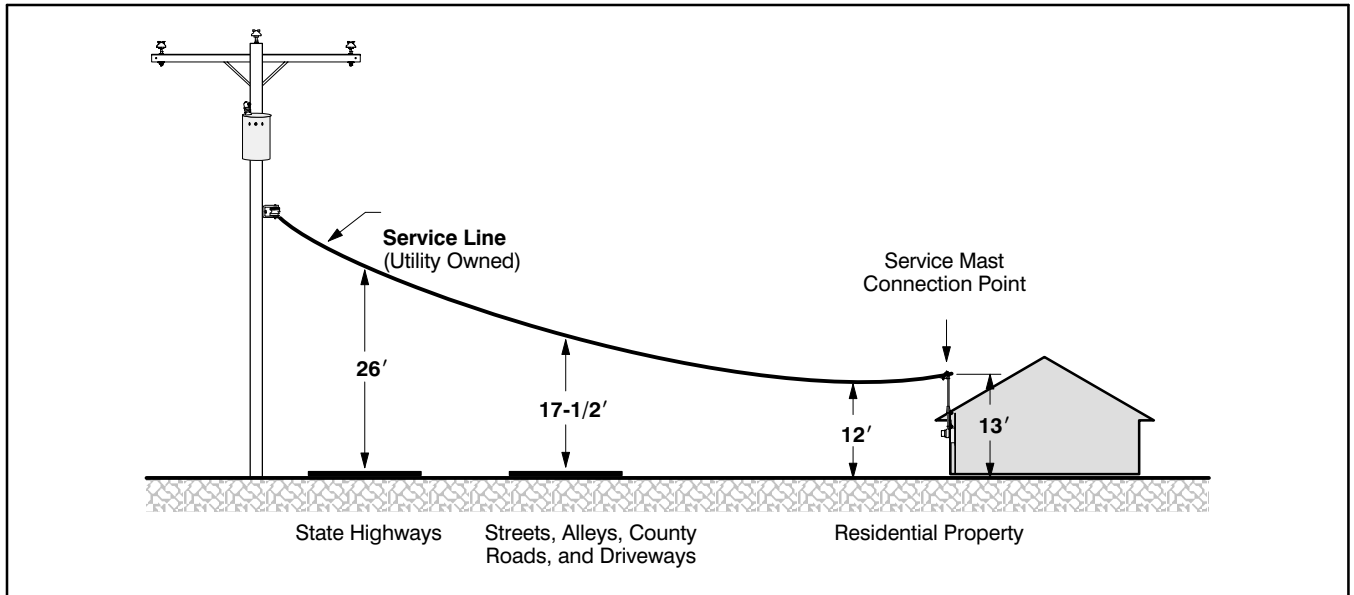 Service Line
(Utility Owned)
Service Mast
Connection Point
26′
17-1/2′
12′
13′
State Highways
Streets, Alleys, County
Roads, and Driveways
Residential Property